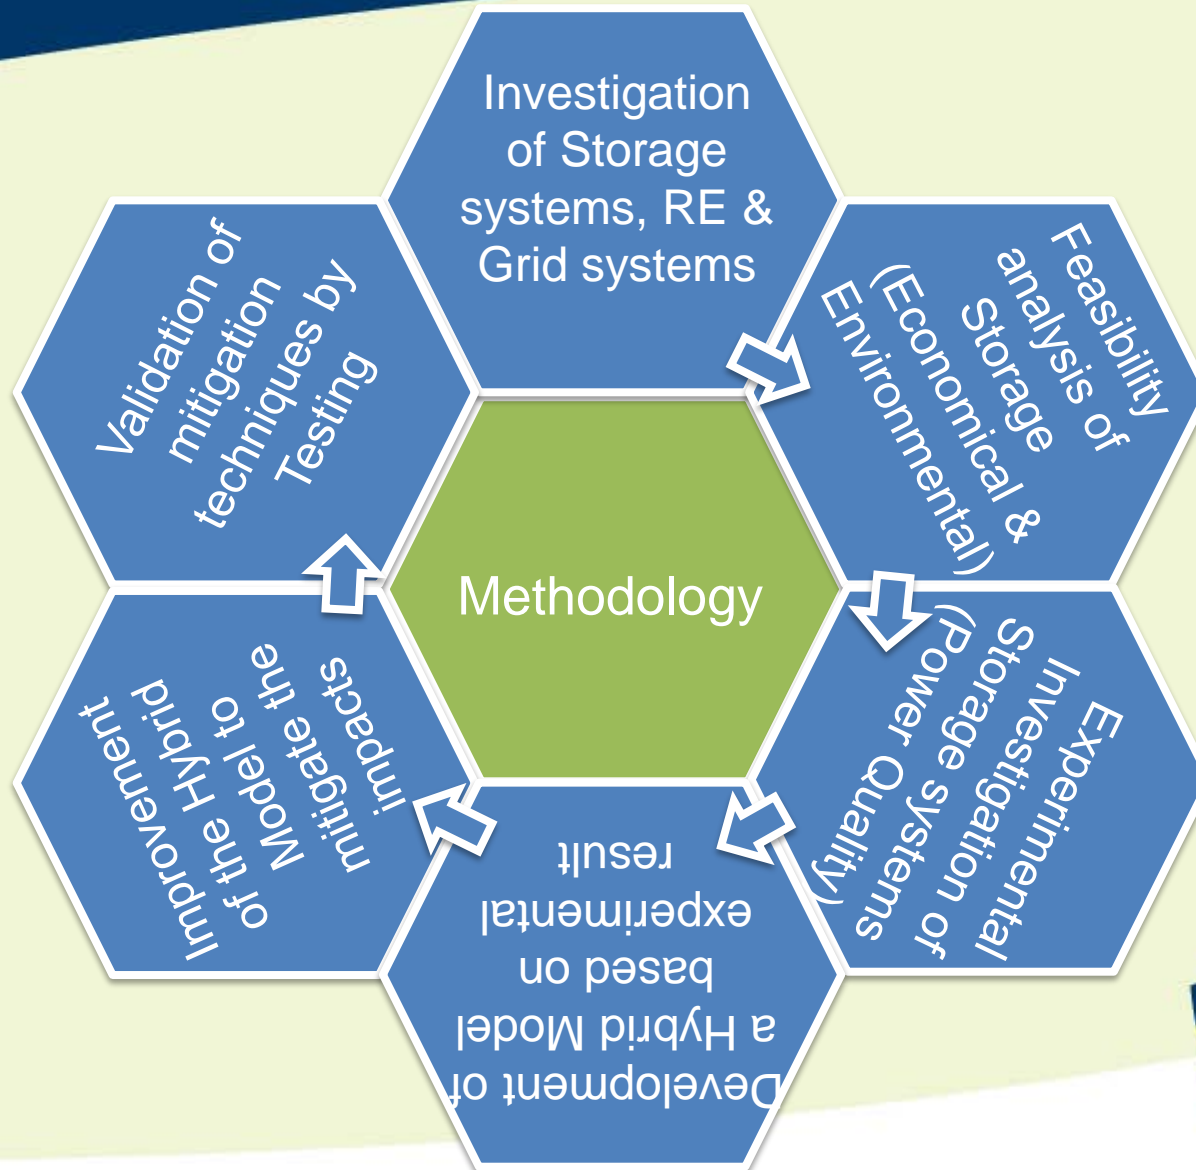 Investigation
of Storage
systems, RE &
Grid systems
Feasibility
analysis of
Storage
(Economical &
Environmental)
Experimental
Investigation of
Storage systems
(Power Quality)
Development of
a Hybrid Model
based on
experimental
result
Improvement
of the Hybrid
Model to
mitigate the
impacts
Validation of
mitigation
techniques by
Testing
Methodology